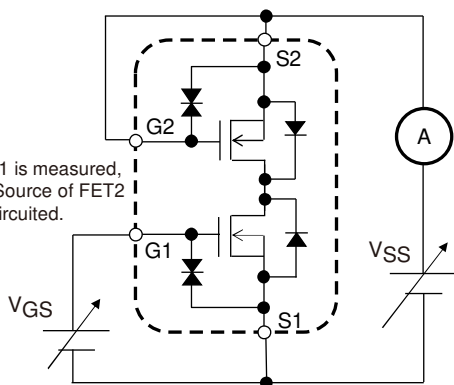 S2
G2
A
1 is measured,
Source of FET2
ircuited.
G1
VSS
VGS
S1